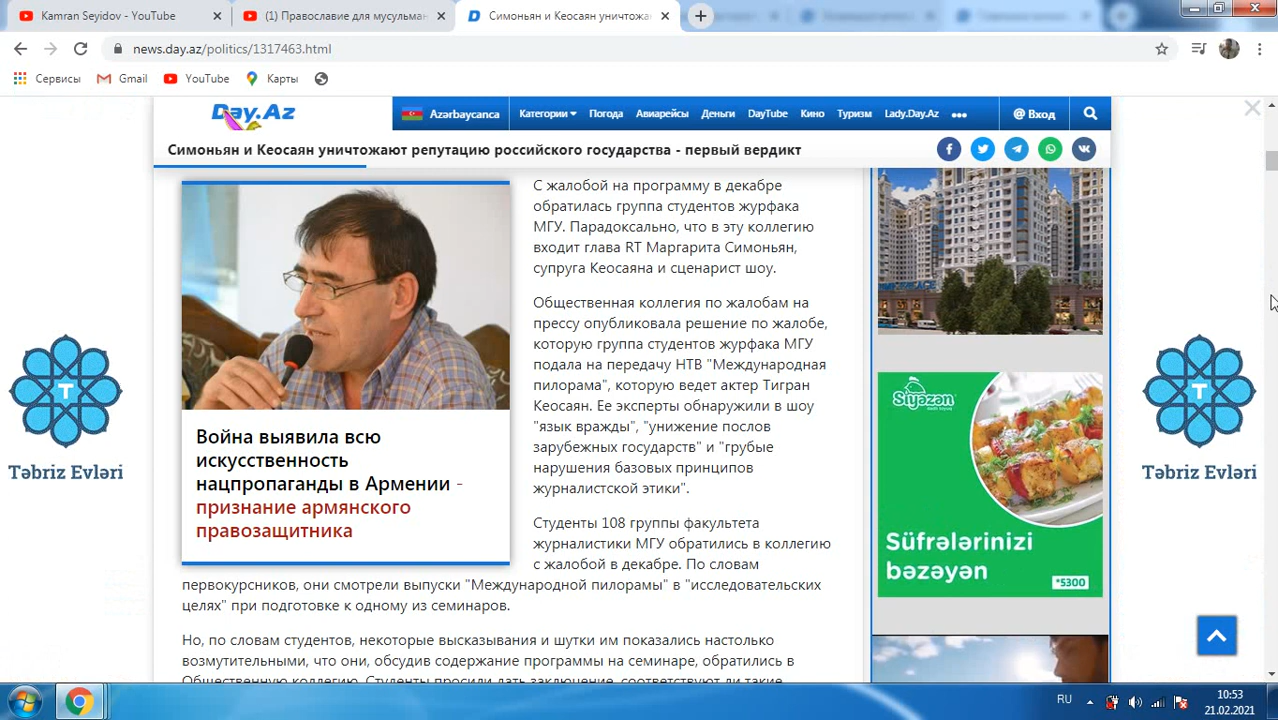 Kamran Seyidov - YouTube
(1) Православие для мусульман
Симоньян и Кеосаян уничтожа
news.day.az/politics/1317463.html
Сервисы Gmail YouTube Карты
Day.Az
Azərbaycanca Категории Погода Авиарейсы Деньги DayTube Кино Туризм Lady.Day.Az ••• Вход
Симоньян и Кеосаян уничтожают репутацию российского государства - первый вердикт
Война выявила всю
искусственность
нацпропаганды в Армении -
признание армянского
правозащитника
С жалобой на программу в декабре
обратилась группа студентов журфака
МГУ. Парадоксально, что в эту коллегию
входит глава RT Маргарита Симоньян,
супруга Кеосаяна и сценарист шоу.
Общественная коллегия по жалобам на
прессу опубликовала решение по жалобе,
которую группа студентов журфака МГУ
подала на передачу НТВ "Международная
пилорама", которую ведет актер Тигран
Кеосаян. Ее эксперты обнаружили в шоу
"язык вражды", "унижение послов
зарубежных государств" и "грубые
нарушения базовых принципов
журналистской этики".
Студенты 108 группы факультета
журналистики МГУ обратились в коллегию
с жалобой в декабре. По словам
первокурсников, они смотрели выпуски "Международной пилорамы" в "исследовательских
целях" при подготовке к одному из семинаров.
Но, по словам студентов, некоторые высказывания и шутки им показались настолько
возмутительными, что они, обсудив содержание программы на семинаре, обратились в
Общественную коллегию. Студенты просили дать заключение, соответствуют ли такие
T
Təbriz Evləri
Siyəzən
Süfrələrinizi
bəzəyən
*5300
T
Təbriz Evləri
RU
10:53
21.02.2021